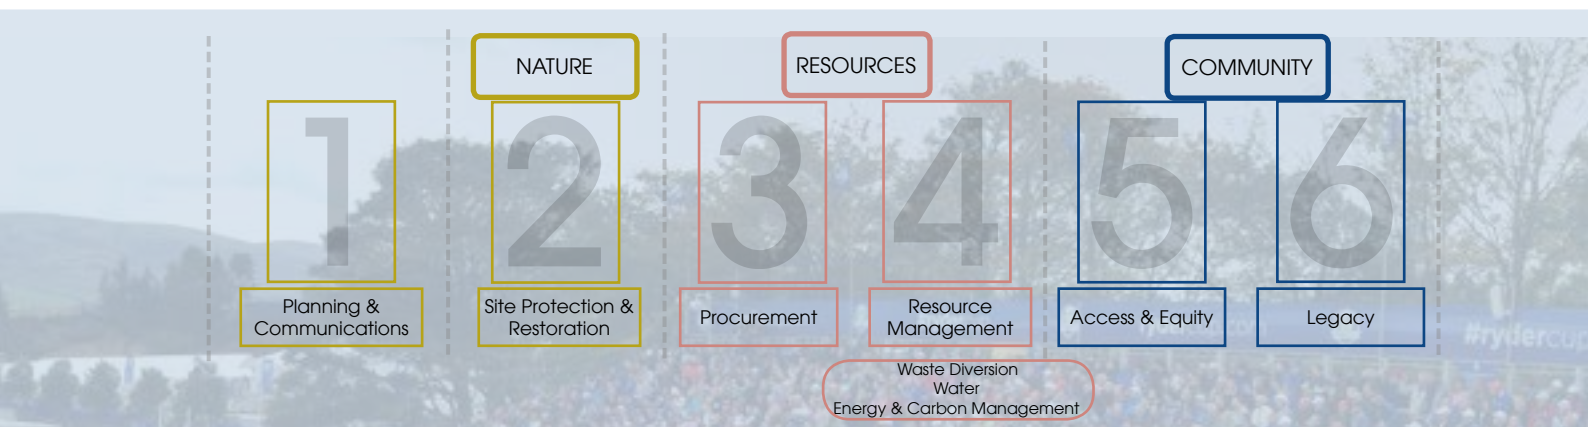 NATURE
RESOURCES
COMMUNITY
1
2
3
4
5
6
Planning &
Communications
Site Protection &
Restoration
Procurement
Resource
Management
Access & Equity
Legacy
#rydercup
Waste Diversion
Water
Energy & Carbon Management